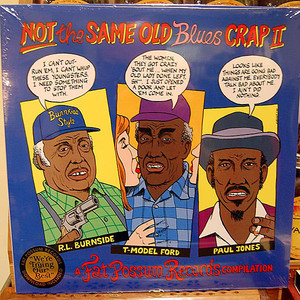 NOT the SAME OLD Blues CRAP II
I CAN'T OUT-
RUN 'EM, I CAN'T WHUP
THESE YOUNGSTERS.
I NEED SOMETHING
TO STOP THEM
WITH.
THE WOMEN,
THEY GOT CRAZY
BOUT ME... WHEN MY
OLD LADY DONE LEFT
I JUST OPENED
A DOOR AND LET
'EM COME IN.
LOOKS LIKE
THINGS ARE GOING BAD
AGAINST ME. EVERYBODY
TALK BAD ABOUT ME. I
AIN'T DID
NOTHING
Burnside
Style
R.L. BURNSIDE
T-MODEL FORD
PAUL JONES
"We're
Trying Our
Best"
A Fat Possum Records COMPILATION